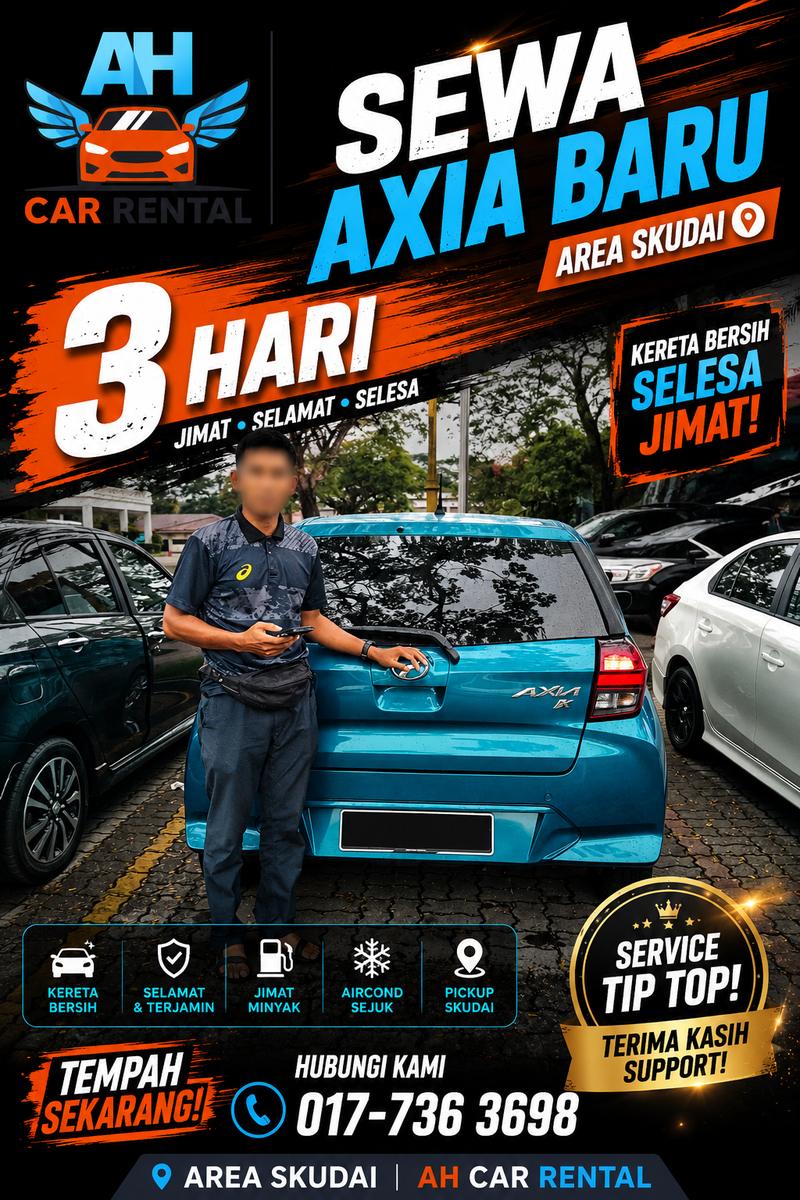 AH
CAR RENTAL
SEWA
AXIA BARU
AREA SKUDAI
3 HARI
JIMAT • SELAMAT • SELESA
KERETA BERSIH
SELESA
JIMAT!
AXIA
SERVICE
TIP TOP!
TERIMA KASIH
SUPPORT!
KERETA
BERSIH
SELAMAT
& TERJAMIN
JIMAT
MINYAK
AIRCOND
SEJUK
PICKUP
SKUDAI
TEMPAH
SEKARANG!
HUBUNGI KAMI
017-736 3698
AREA SKUDAI | AH CAR RENTAL